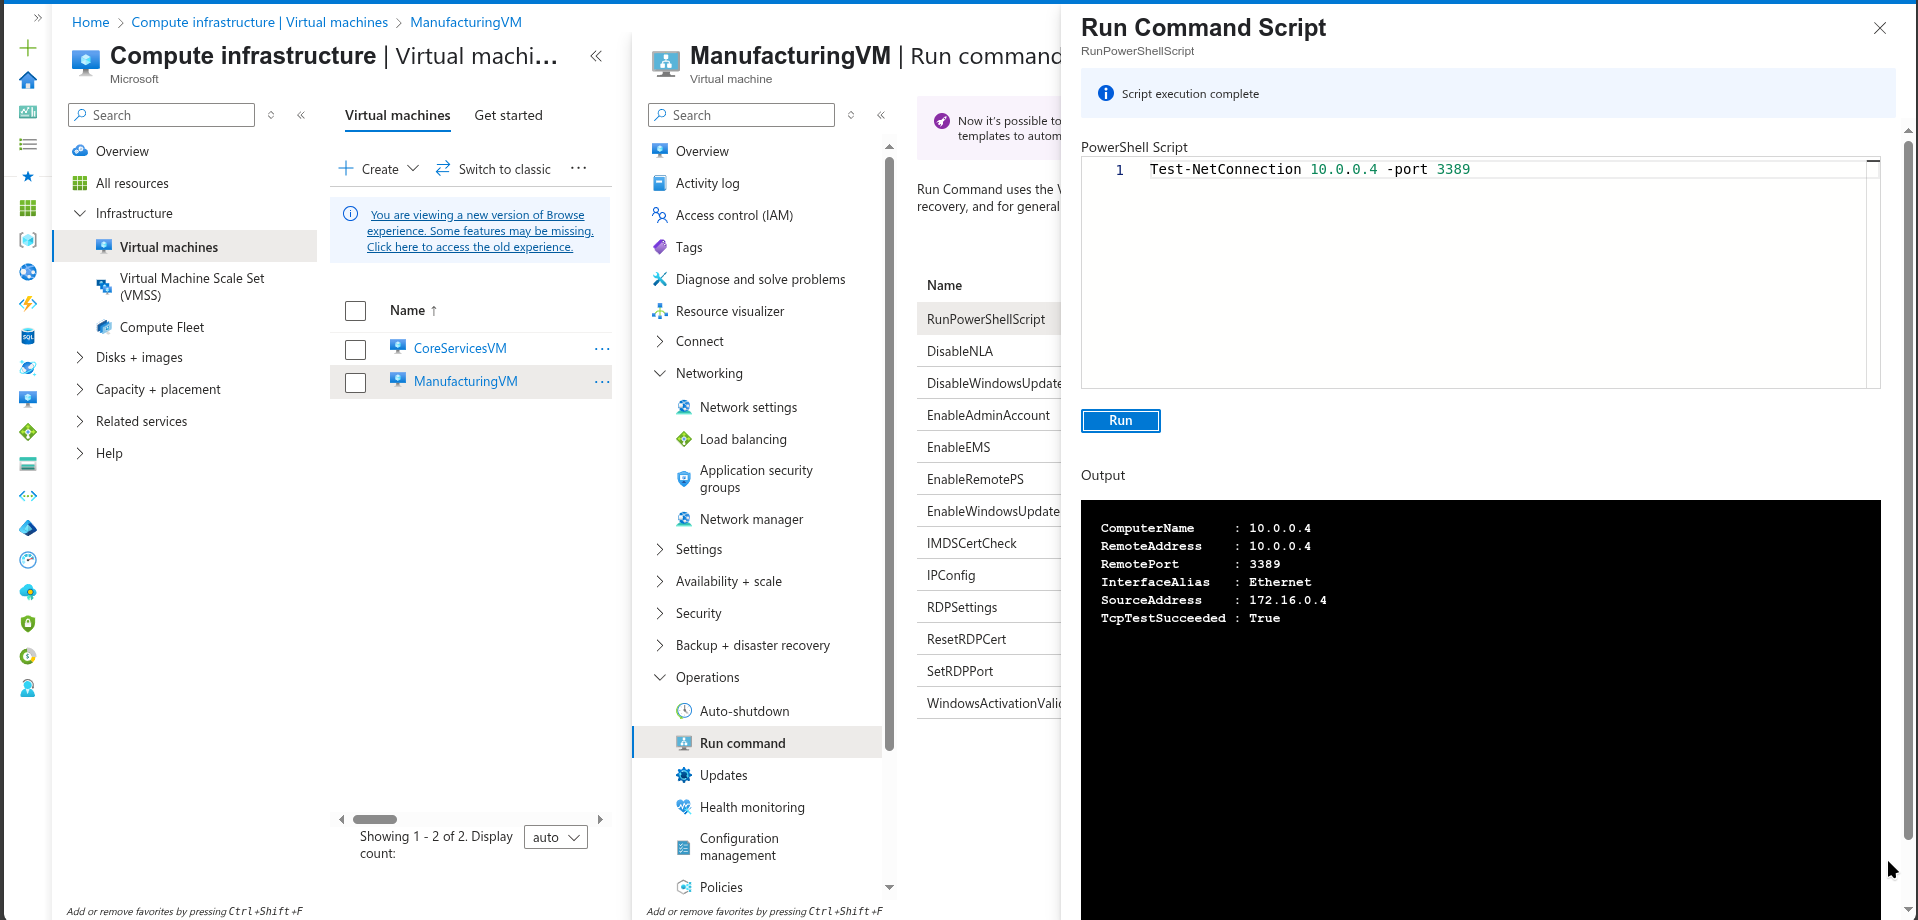 Home > Compute infrastructure | Virtual machines > ManufacturingVM
Compute infrastructure | Virtual machi...
Microsoft
Search
Overview
All resources
Infrastructure
Virtual machines
Virtual Machine Scale Set
(VMSS)
Compute Fleet
Disks + images
Capacity + placement
Related services
Help
Add or remove favorites by pressing Ctrl+Shift+F
Virtual machines Get started
Create Switch to classic ...
You are viewing a new version of Browse
experience. Some features may be missing.
Click here to access the old experience.
Name ↑
CoreServicesVM ...
ManufacturingVM ...
Showing 1 - 2 of 2. Display
count:
auto
ManufacturingVM | Run command
Virtual machine
Search
Overview
Activity log
Access control (IAM)
Tags
Diagnose and solve problems
Resource visualizer
Connect
Networking
Network settings
Load balancing
Application security
groups
Network manager
Settings
Availability + scale
Security
Backup + disaster recovery
Operations
Auto-shutdown
Run command
Updates
Health monitoring
Configuration
management
Policies
Add or remove favorites by pressing Ctrl+Shift+F
Now it's possible to
templates to autom
Run Command uses the V
recovery, and for general
Name
RunPowerShellScript
DisableNLA
DisableWindowsUpdate
EnableAdminAccount
EnableEMS
EnableRemotePS
EnableWindowsUpdate
IMDSCertCheck
IPConfig
RDPSettings
ResetRDPCert
SetRDPPort
WindowsActivationValid
Run Command Script
RunPowerShellScript
Script execution complete
PowerShell Script
1 Test-NetConnection 10.0.0.4 -port 3389
Run
Output
ComputerName : 10.0.0.4
RemoteAddress : 10.0.0.4
RemotePort : 3389
InterfaceAlias : Ethernet
SourceAddress : 172.16.0.4
TcpTestSucceeded : True
SQL